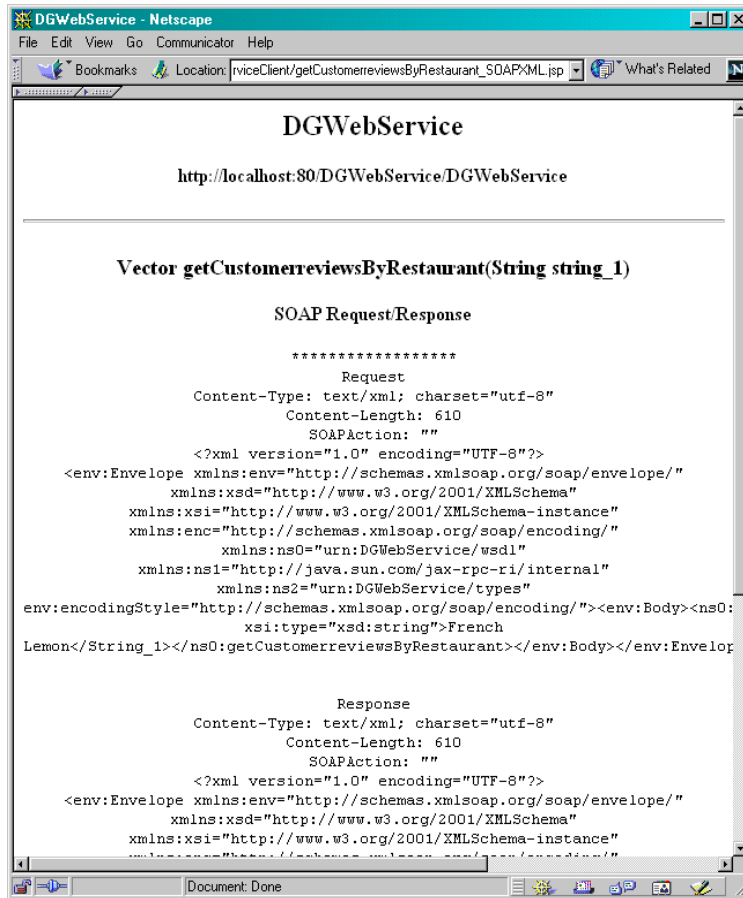 DGWebService - Netscape
File Edit View Go Communicator Help
Bookmarks Location: rviceClient/getCustomerreviewsByRestaurant_SOAPXML.jsp What's Related N
DGWebService
http://localhost:80/DGWebService/DGWebService
Vector getCustomerreviewsByRestaurant(String string_1)
SOAP Request/Response
******************
Request
Content-Type: text/xml; charset="utf-8"
Content-Length: 610
SOAPAction: ""
<?xml version="1.0" encoding="UTF-8"?>
<env:Envelope xmlns:env="http://schemas.xmlsoap.org/soap/envelope/"
xmlns:xsd="http://www.w3.org/2001/XMLSchema"
xmlns:xsi="http://www.w3.org/2001/XMLSchema-instance"
xmlns:enc="http://schemas.xmlsoap.org/soap/encoding/"
xmlns:ns0="urn:DGWebService/wsdl"
xmlns:ns1="http://java.sun.com/jax-rpc-ri/internal"
xmlns:ns2="urn:DGWebService/types"
env:encodingStyle="http://schemas.xmlsoap.org/soap/encoding/"><env:Body><ns0:
xsi:type="xsd:string">French
Lemon</String_1></ns0:getCustomerreviewsByRestaurant></env:Body></env:Envelop
Response
Content-Type: text/xml; charset="utf-8"
Content-Length: 610
SOAPAction: ""
<?xml version="1.0" encoding="UTF-8"?>
<env:Envelope xmlns:env="http://schemas.xmlsoap.org/soap/envelope/"
xmlns:xsd="http://www.w3.org/2001/XMLSchema"
xmlns:xsi="http://www.w3.org/2001/XMLSchema-instance"
Document: Done